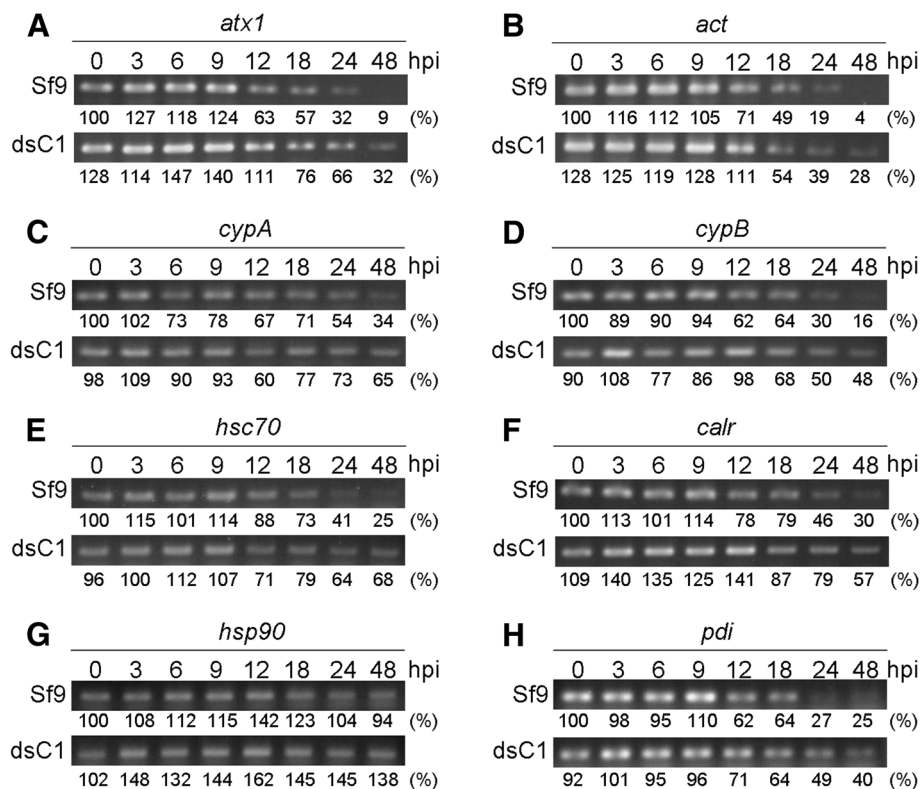 A atx1
0 3 6 9 12 18 24 48 hpi
Sf9
100 127 118 124 63 57 32 9 (%)
dsC1
128 114 147 140 111 76 66 32 (%)
B act
0 3 6 9 12 18 24 48 hpi
Sf9
100 116 112 105 71 49 19 4 (%)
dsC1
128 125 119 128 111 54 39 28 (%)
C cypA
0 3 6 9 12 18 24 48 hpi
Sf9
100 102 73 78 67 71 54 34 (%)
dsC1
98 109 90 93 60 77 73 65 (%)
D cypB
0 3 6 9 12 18 24 48 hpi
Sf9
100 89 90 94 62 64 30 16 (%)
dsC1
90 108 77 86 98 68 50 48 (%)
E hsc70
0 3 6 9 12 18 24 48 hpi
Sf9
100 115 101 114 88 73 41 25 (%)
dsC1
96 100 112 107 71 79 64 68 (%)
F calr
0 3 6 9 12 18 24 48 hpi
Sf9
100 113 101 114 78 79 46 30 (%)
dsC1
109 140 135 125 141 87 79 57 (%)
G hsp90
0 3 6 9 12 18 24 48 hpi
Sf9
100 108 112 115 142 123 104 94 (%)
dsC1
102 148 132 144 162 145 145 138 (%)
H pdi
0 3 6 9 12 18 24 48 hpi
Sf9
100 98 95 110 62 64 27 25 (%)
dsC1
92 101 95 96 71 64 49 40 (%)